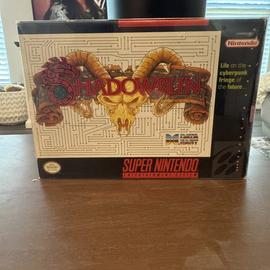 Nintendo
Life on the
cyberpunk
fringe of
the future...
SHADOWRUN
DATA
EAST
SUPER NINTENDO
ENTERTAINMENT SYSTEM